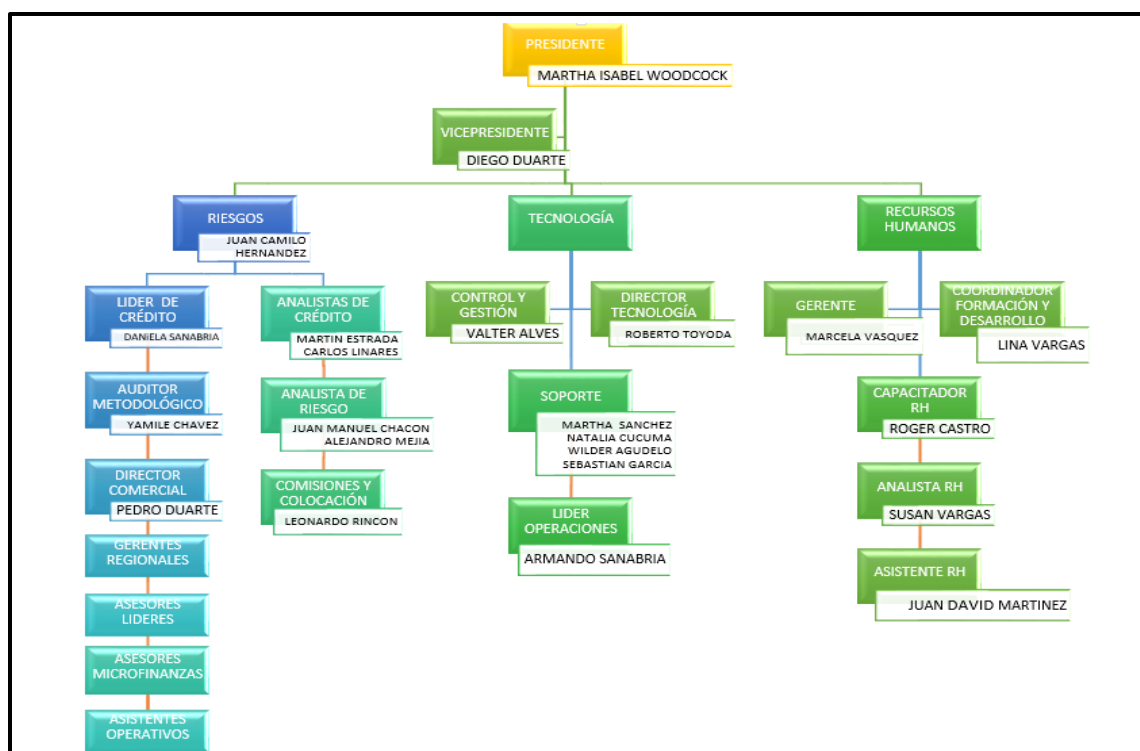 PRESIDENTE
MARTHA ISABEL WOODCOCK
VICEPRESIDENTE
DIEGO DUARTE
RIESGOS
JUAN CAMILO
HERNANDEZ
LIDER DE
CRÉDITO
DANIELA SANABRIA
AUDITOR
METODOLÓGICO
YAMILE CHAVEZ
DIRECTOR
COMERCIAL
PEDRO DUARTE
GERENTES
REGIONALES
ASESORES
LIDERES
ASESORES
MICROFINANZAS
ASISTENTES
OPERATIVOS
ANALISTAS DE
CRÉDITO
MARTIN ESTRADA
CARLOS LINARES
ANALISTA DE
RIESGO
JUAN MANUEL CHACON
ALEJANDRO MEJIA
COMISIONES Y
COLOCACIÓN
LEONARDO RINCON
TECNOLOGÍA
CONTROL Y
GESTIÓN
VALTER ALVES
DIRECTOR
TECNOLOGÍA
ROBERTO TOYODA
SOPORTE
MARTHA SANCHEZ
NATALIA CUCUMA
WILDER AGUDELO
SEBASTIAN GARCIA
LIDER
OPERACIONES
ARMANDO SANABRIA
RECURSOS
HUMANOS
GERENTE
MARCELA VASQUEZ
COORDINADOR
FORMACIÓN Y
DESARROLLO
LINA VARGAS
CAPACITADOR
RH
ROGER CASTRO
ANALISTA RH
SUSAN VARGAS
ASISTENTE RH
JUAN DAVID MARTINEZ